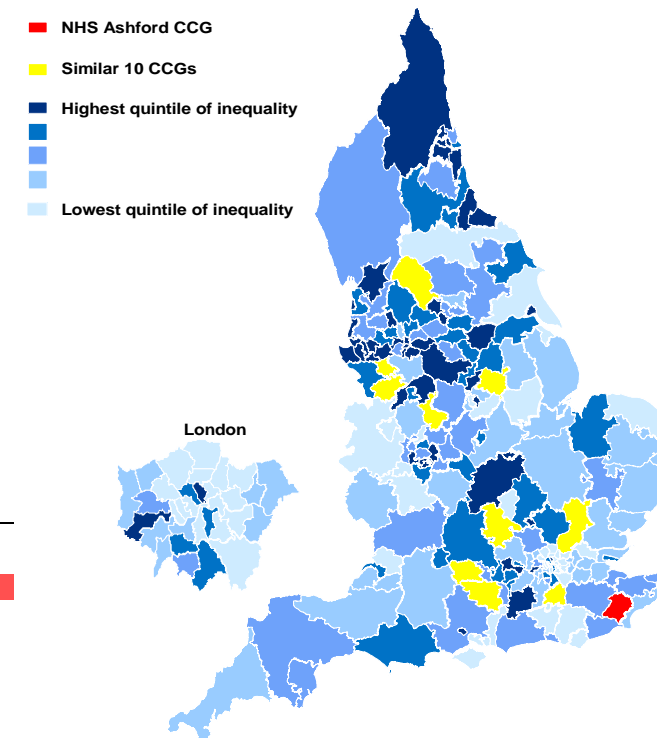 NHS Ashford CCG
Similar 10 CCGs
Highest quintile of inequality
Lowest quintile of inequality
London